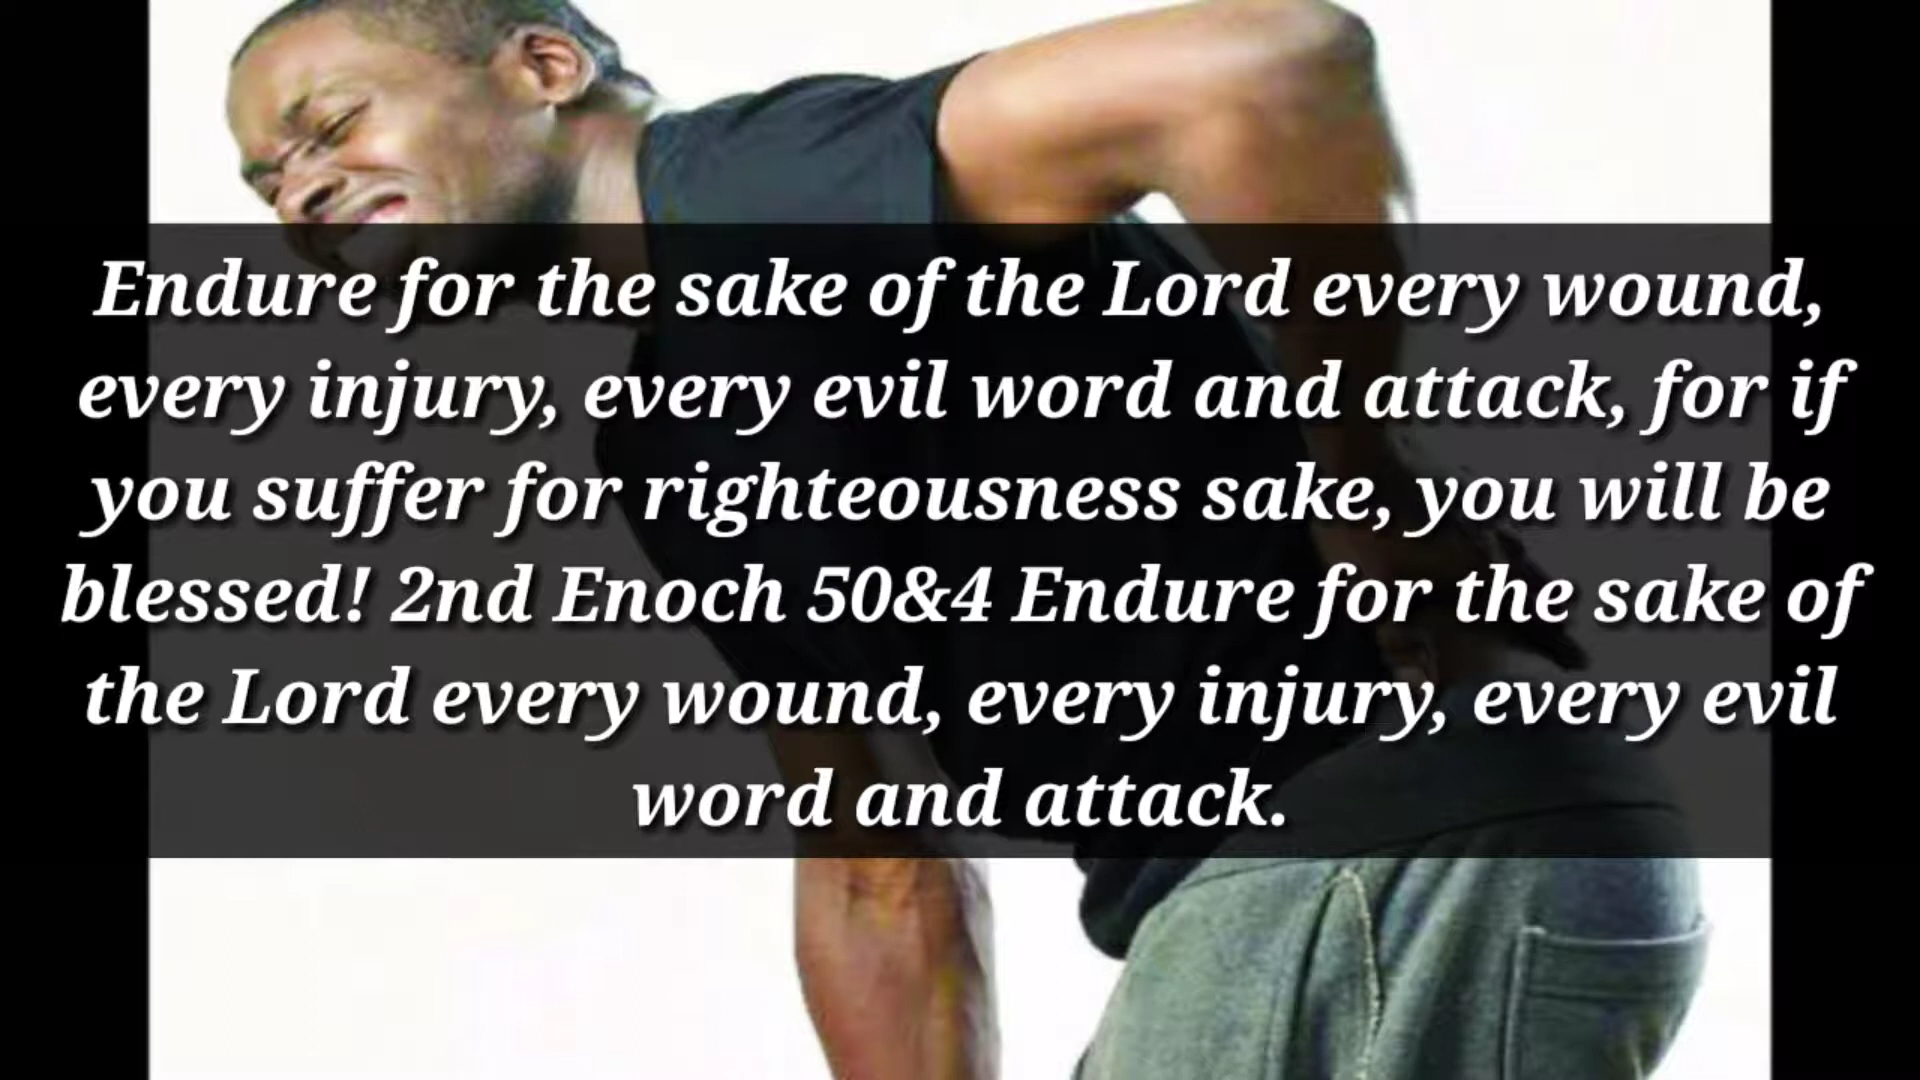 Endure for the sake of the Lord every wound,
every injury, every evil word and attack, for if
you suffer for righteousness sake, you will be
blessed! 2nd Enoch 50&4 Endure for the sake of
the Lord every wound, every injury, every evil
word and attack.